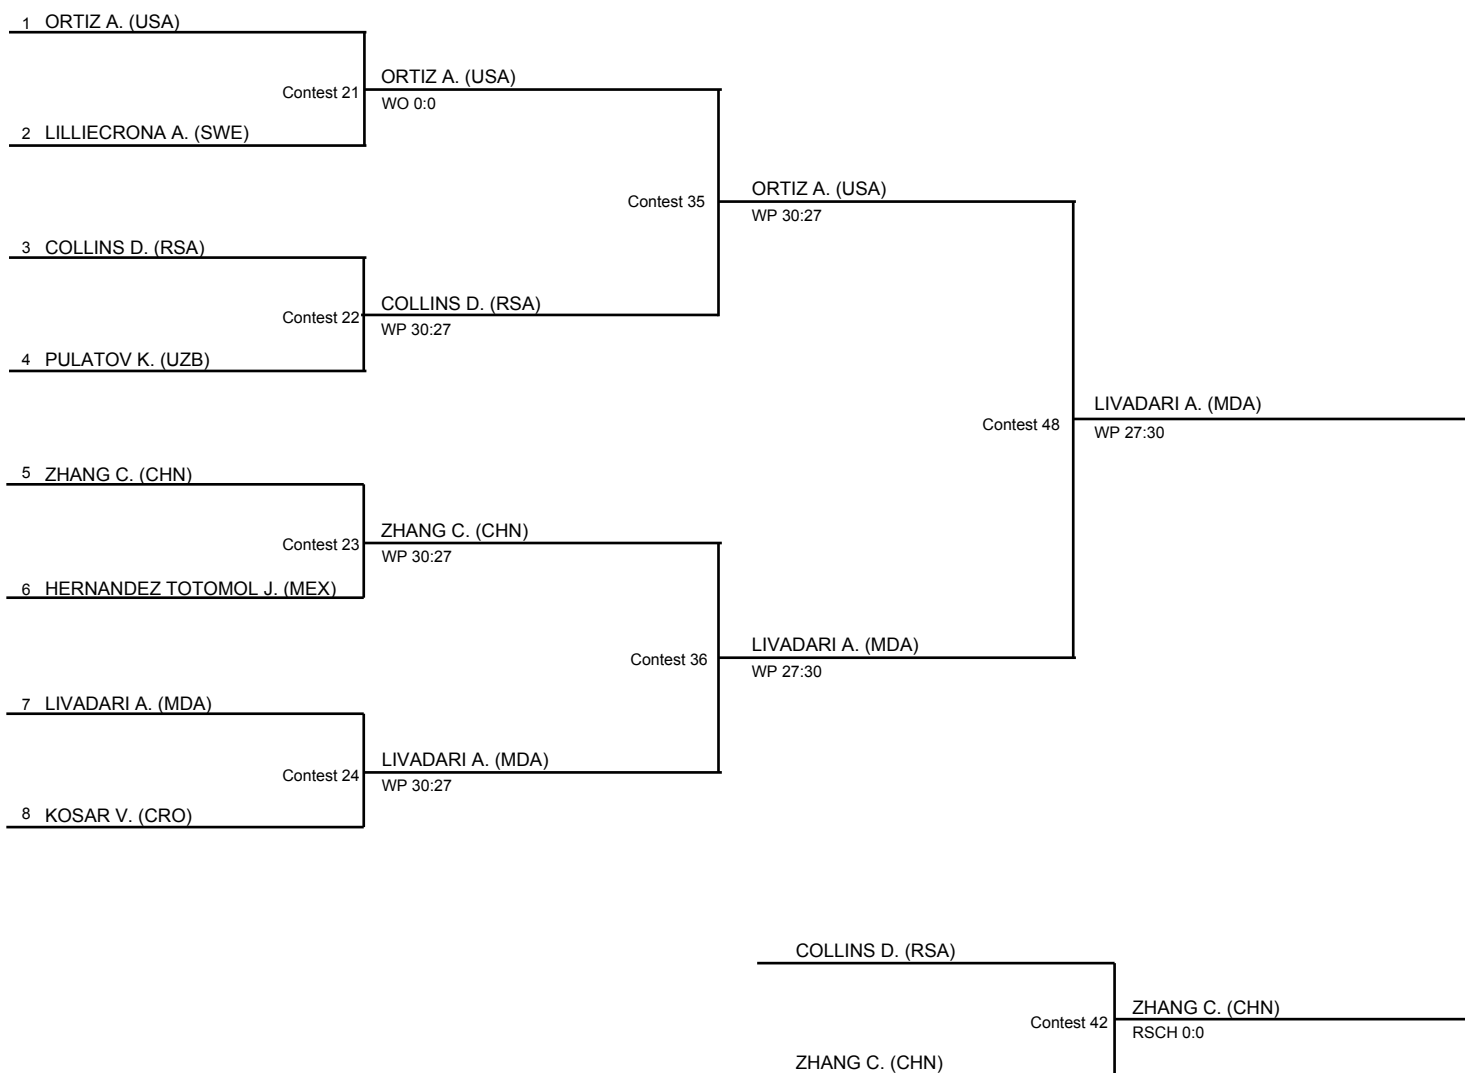 1 ORTIZ A. (USA)
ORTIZ A. (USA)
Contest 21
WO 0:0
2 LILLIECRONA A. (SWE)
ORTIZ A. (USA)
Contest 35
WP 30:27
3 COLLINS D. (RSA)
COLLINS D. (RSA)
Contest 22
WP 30:27
4 PULATOV K. (UZB)
LIVADARI A. (MDA)
Contest 48
WP 27:30
5 ZHANG C. (CHN)
ZHANG C. (CHN)
Contest 23
WP 30:27
6 HERNANDEZ TOTOMOL J. (MEX)
LIVADARI A. (MDA)
Contest 36
WP 27:30
7 LIVADARI A. (MDA)
LIVADARI A. (MDA)
Contest 24
WP 30:27
8 KOSAR V. (CRO)
COLLINS D. (RSA)
ZHANG C. (CHN)
Contest 42
RSCH 0:0
ZHANG C. (CHN)